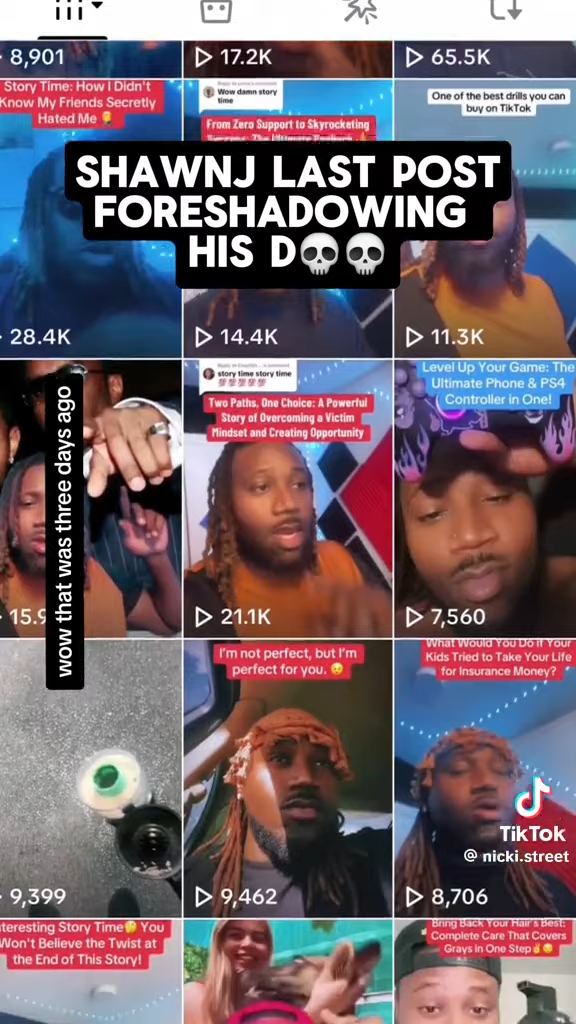 8,901
17.2K
65.5K
Story Time: How I Didn't
Know My Friends Secretly
Hated Me
Wow damn story
time
From Zero Support to Skyrocketing
One of the best drills you can
buy on TikTok
SHAWNJ LAST POST
FORESHADOWING
HIS D💀💀
28.4K
14.4K
11.3K
wow that was three days ago
15.9
story time story time
💯💯💯💯💯
Two Paths, One Choice: A Powerful
Story of Overcoming a Victim
Mindset and Creating Opportunity
21.1K
Level Up Your Game: The
Ultimate Phone & PS4
Controller in One!
7,560
9,399
I'm not perfect, but I'm
perfect for you.
9,462
What Would You do if Your
Kids Tried to Take Your Life
for Insurance Money?
8,706
TikTok
@ nicki.street
nteresting Story Time🤔 You
Won't Believe the Twist at
the End of This Story!
Bring Back Your Hair's Best:
Complete Care That Covers
Grays in One Step